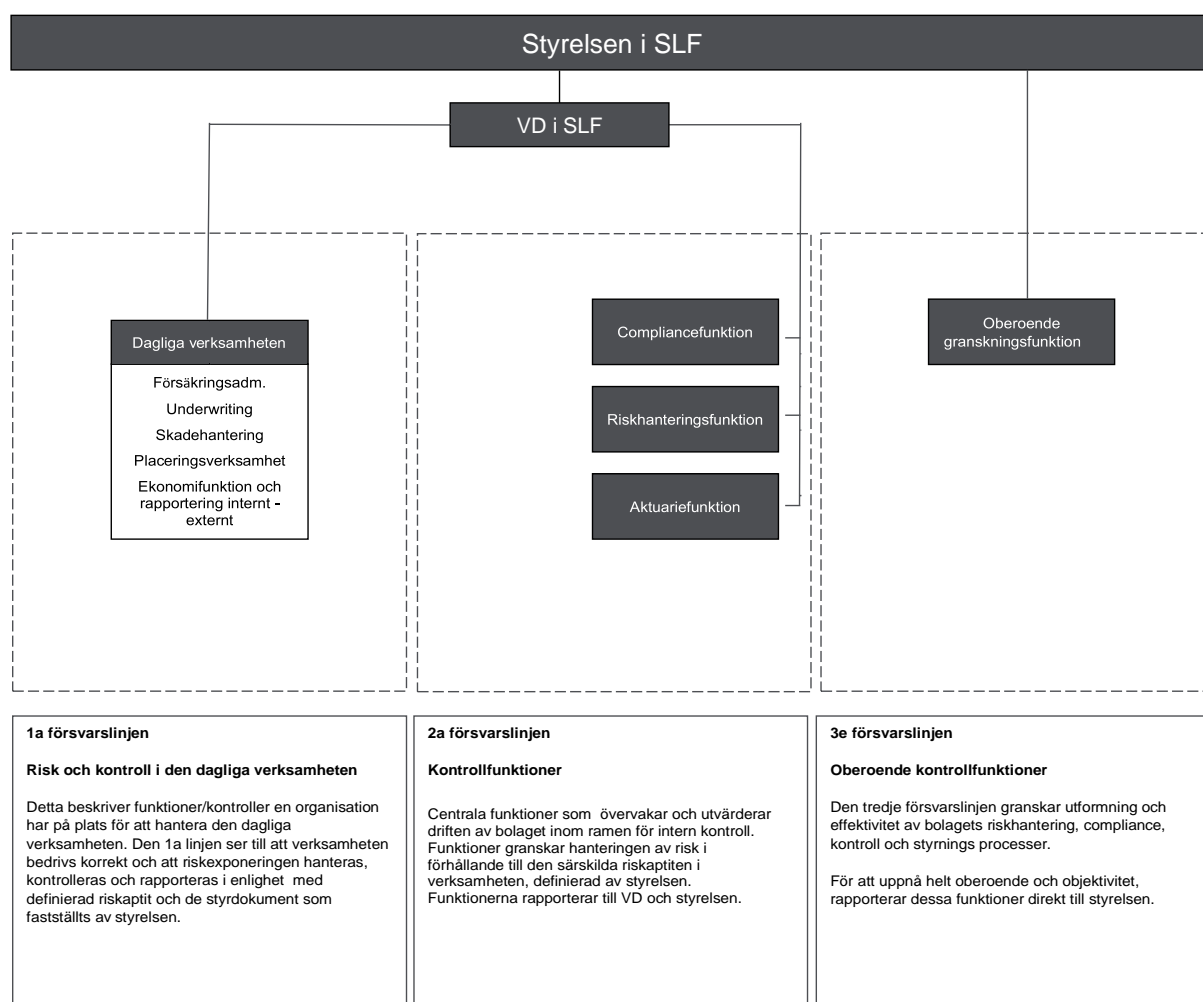 Styrelsen i SLF
VD i SLF
Dagliga verksamheten
Försäkringsadm.
Underwriting
Skadehantering
Placeringsverksamhet
Ekonomifunktion och
rapportering internt -
externt
Compliancefunktion
Riskhanteringsfunktion
Aktuariefunktion
Oberoende
granskningsfunktion
1a försvarslinjen
Risk och kontroll i den dagliga verksamheten
Detta beskriver funktioner/kontroller en organisation
har på plats för att hantera den dagliga
verksamheten. Den 1a linjen ser till att verksamheten
bedrivs korrekt och att riskexponeringen hanteras,
kontrolleras och rapporteras i enlighet med
definierad riskaptit och de styrdokument som
fastställts av styrelsen.
2a försvarslinjen
Kontrollfunktioner
Centrala funktioner som övervakar och utvärderar
driften av bolaget inom ramen för intern kontroll.
Funktioner granskar hanteringen av risk i
förhållande till den särskilda riskaptiten i
verksamheten, definierad av styrelsen.
Funktionerna rapportir till VD och styrelsen.
3e försvarslinjen
Oberoende kontrollfunktioner
Den tredje försvarslinjen granskar utformning och
effektivitet av bolagets riskhantering, compliance,
kontroll och styrnings processer.
För att uppnå helt oberoende och objektivitet,
rapporterar dessa funktioner direkt till styrelsen.